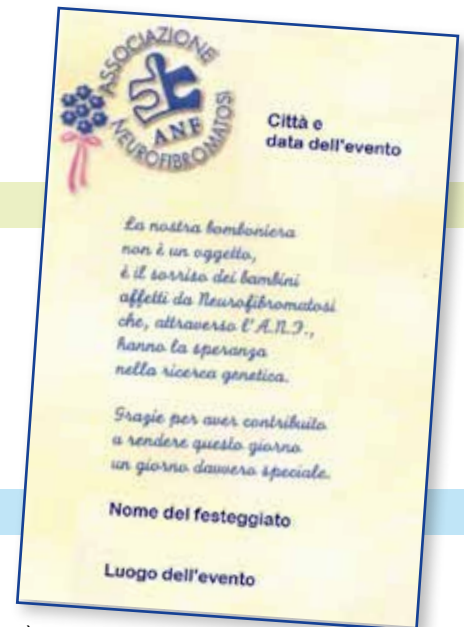 ASSOCIAZIONE
NEUROFIBROMATOSI
ANF
Città e
data dell'evento
La nostra bomboniera
non è un oggetto,
è il sorriso dei bambini
affetti da Neurofibromatosi
che, attraverso l'A.N.F.,
hanno la speranza
nella ricerca genetica.
Grazie per aver contribuito
a rendere questo giorno
un giorno davvero speciale.
Nome del festeggiato
Luogo dell'evento